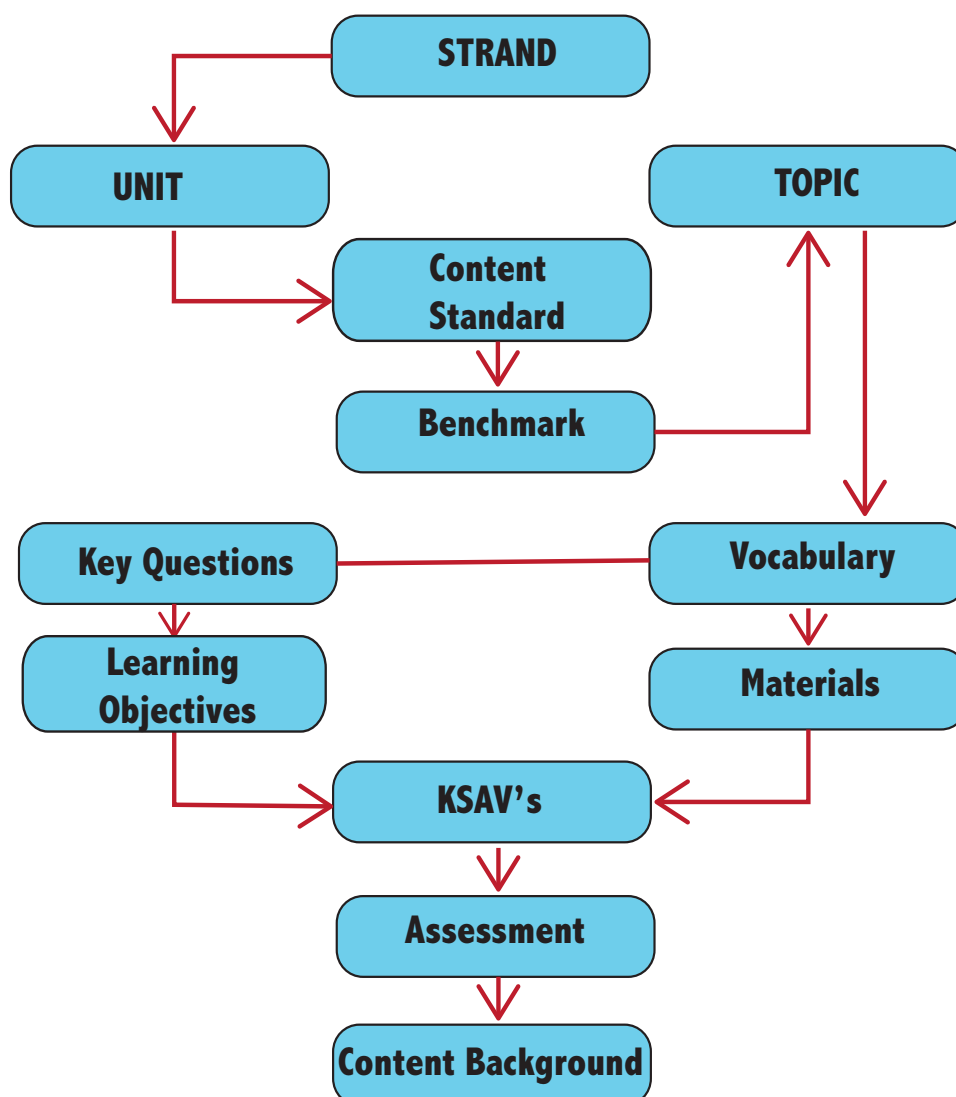 STRAND
UNIT
TOPIC
Content
Standard
Benchmark
Key Questions
Vocabulary
Learning
Objectives
Materials
KSAV’s
Assessment
Content Background